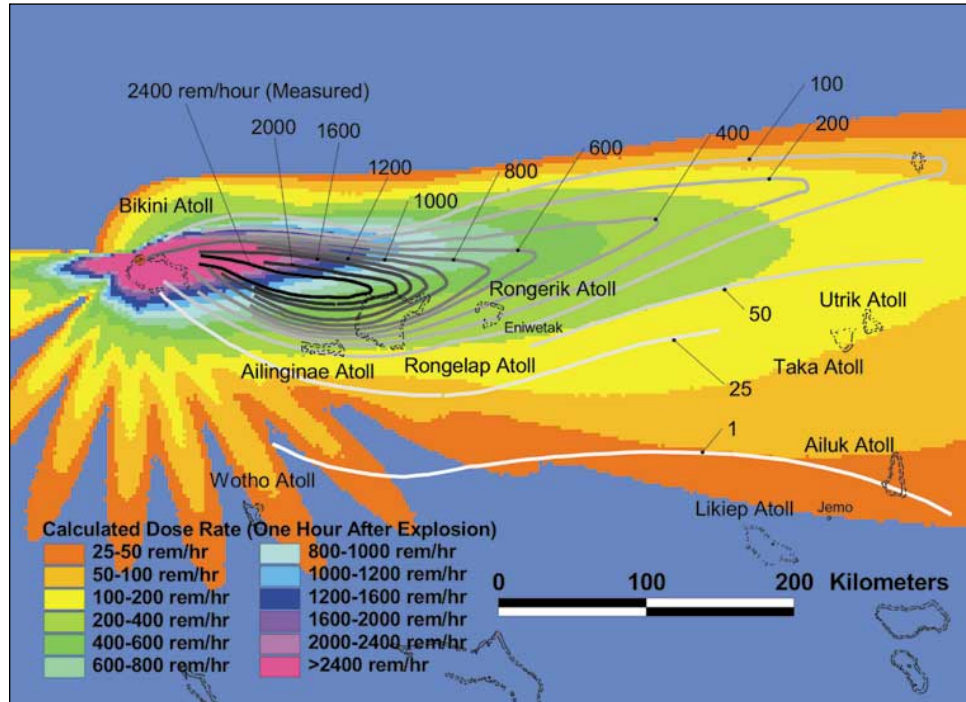 100
200
2400 rem/hour (Measured)
2000
1600
400
600
1200
800
1000
Bikini Atoll
Rongerik Atoll
Eniwetak
50
Utrik Atoll
Ailinginae Atoll
Rongelap Atoll
Taka Atoll
25
1
Ailuk Atoll
Wotho Atoll
Likiep Atoll
Jemo
Calculated Dose Rate (One Hour After Explosion)
25-50 rem/hr
50-100 rem/hr
100-200 rem/hr
200-400 rem/hr
400-600 rem/hr
600-800 rem/hr
800-1000 rem/hr
1000-1200 rem/hr
1200-1600 rem/hr
1600-2000 rem/hr
2000-2400 rem/hr
>2400 rem/hr
0 100 200 Kilometers